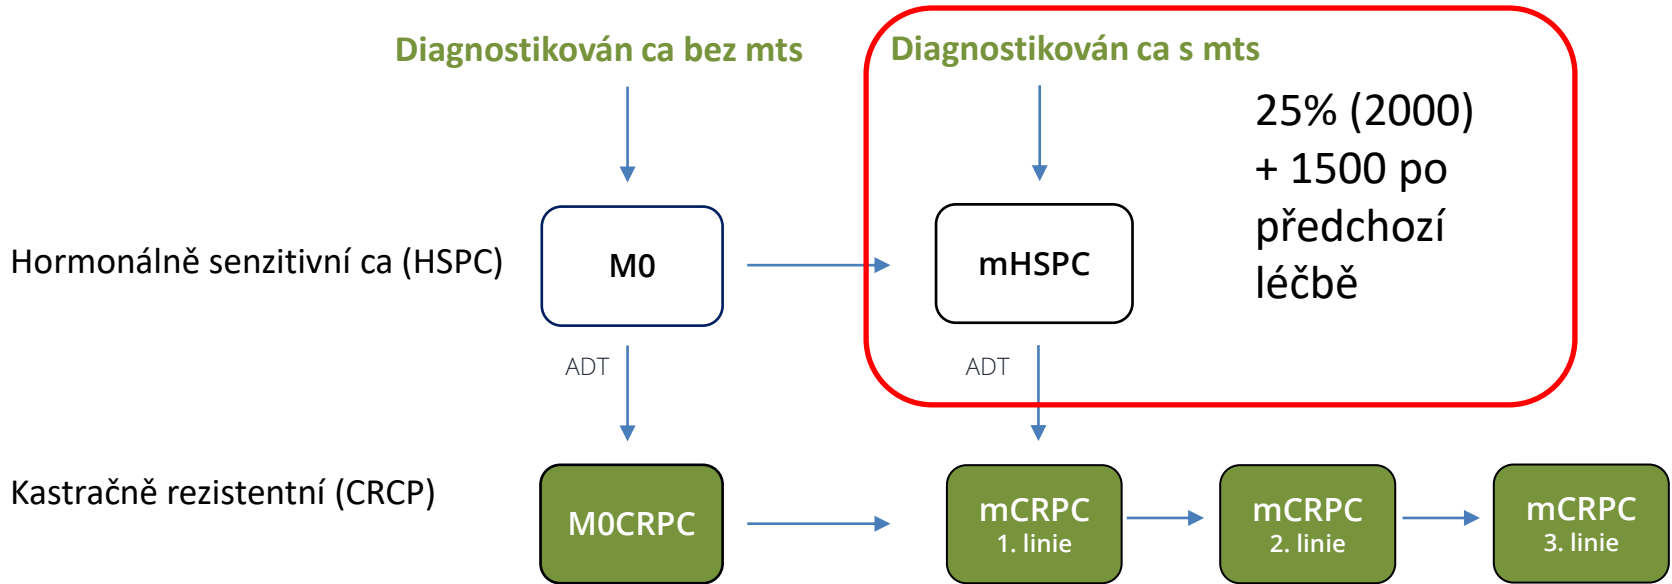 Diagnostikován ca bez mts
Diagnostikován ca s mts
25% (2000)
+ 1500 po
předchozí
léčbě
Hormonálně senzitivní ca (HSPC)
M0
mHSPC
ADT
ADT
Kastračně rezistentní (CRCP)
M0CRPC
mCRPC
1. linie
mCRPC
2. linie
mCRPC
3. linie